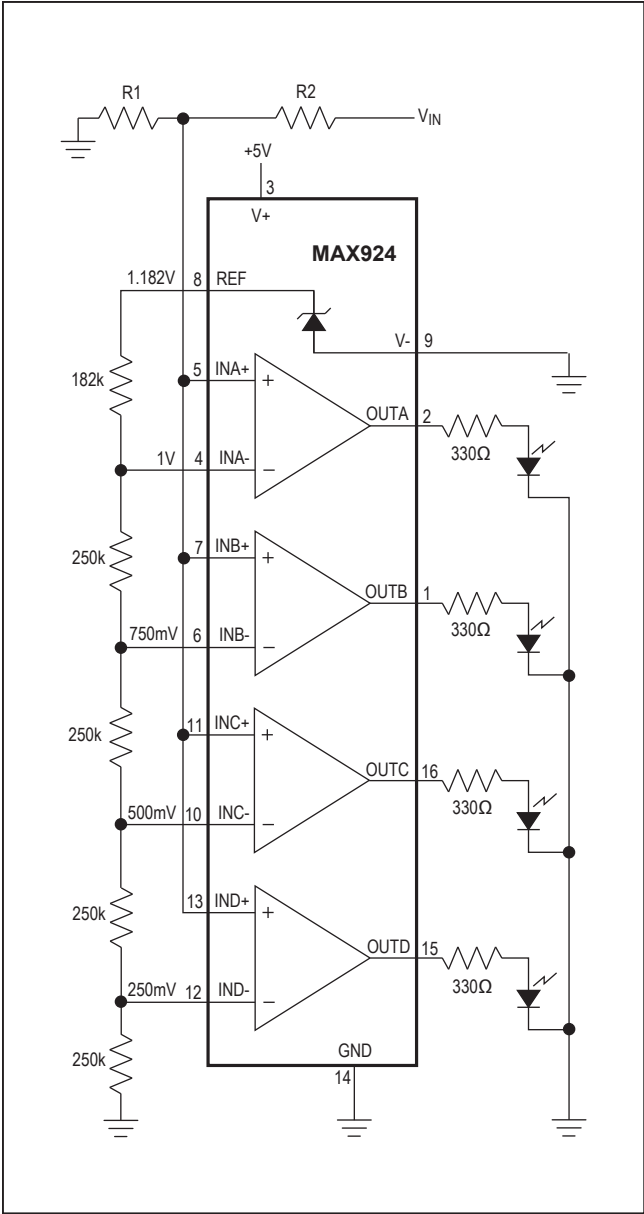 R1
R2
VIN
+5V
3
V+
MAX924
1.182V
8
REF
V-
9
182k
5
INA+
+
OUTA
2
330Ω
1V
4
INA-
−
250k
7
INB+
+
OUTB
1
330Ω
750mV
6
INB-
−
250k
11
INC+
+
OUTC
16
330Ω
500mV
10
INC-
−
250k
13
IND+
+
OUTD
15
330Ω
250mV
12
IND-
−
250k
GND
14